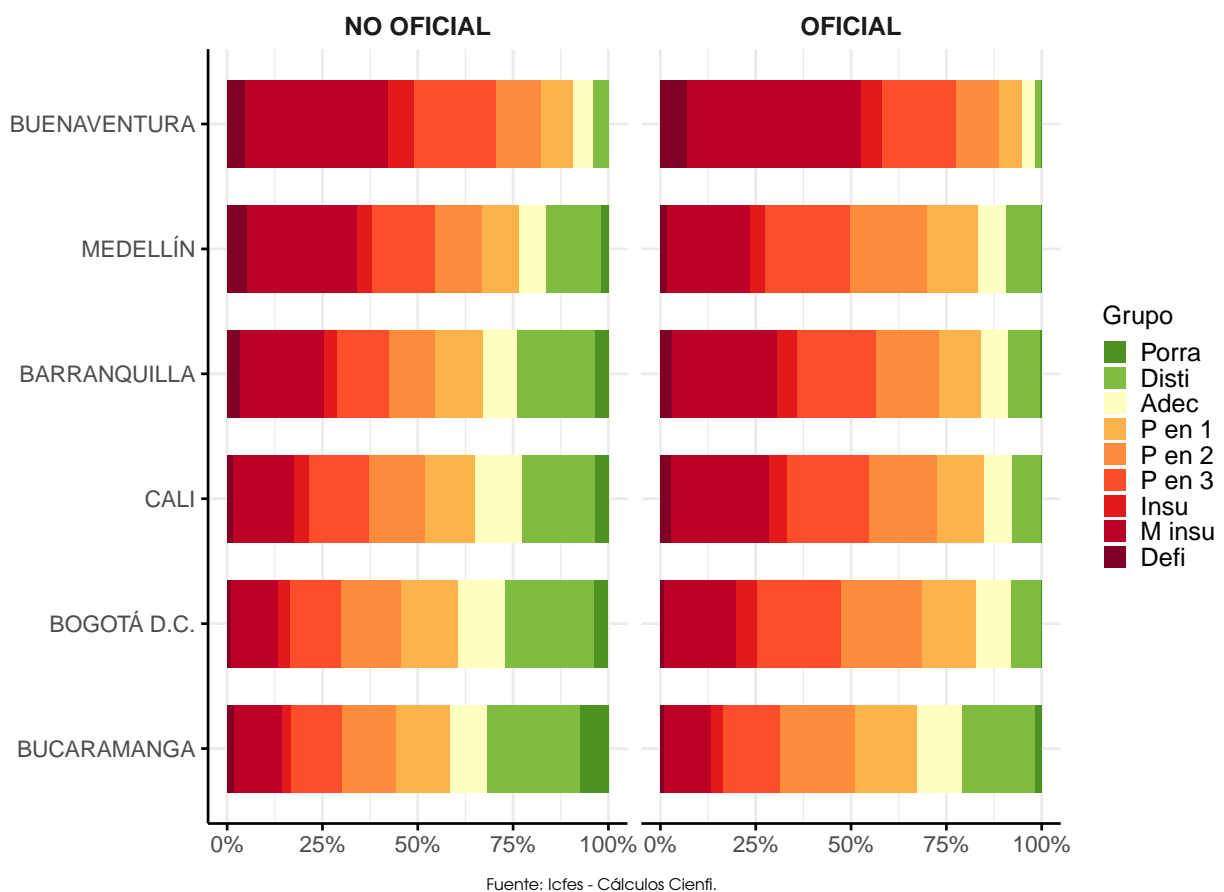 NO OFICIAL
OFICIAL
BUENAVENTURA
MEDELLÍN
BARRANQUILLA
CALI
BOGOTÁ D.C.
BUCARAMANGA
0% 25% 50% 75% 100% 0% 25% 50% 75% 100%
Grupo
Porra
Disti
Adec
P en 1
P en 2
P en 3
Insu
M insu
Defi
Fuente: Icfes - Cálculos Cienfi.